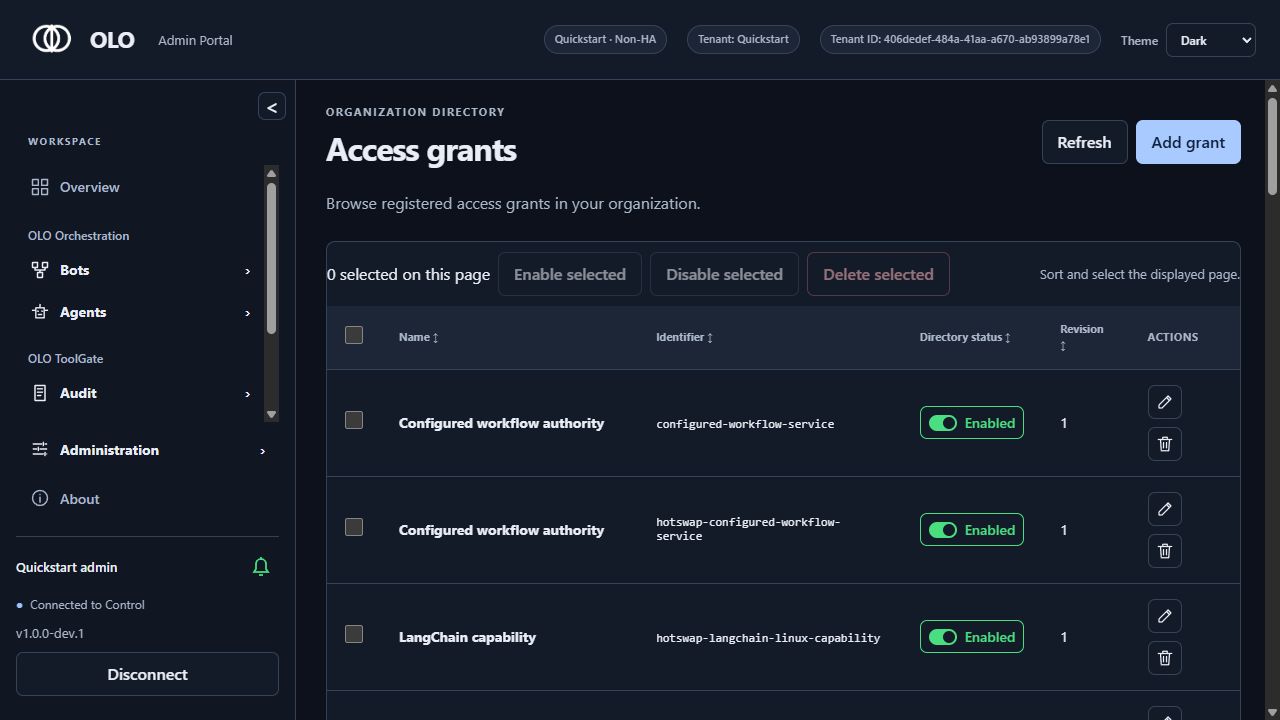 OLO
Admin Portal
Quickstart · Non-HA
Tenant: Quickstart
Tenant ID: 406dedef-484a-41aa-a670-ab93899a78e1
Theme
Dark
<
WORKSPACE
Overview
OLO Orchestration
Bots
Agents
OLO ToolGate
Audit
Administration
About
Quickstart admin
Connected to Control
v1.0.0-dev.1
Disconnect
ORGANIZATION DIRECTORY
Access grants
Refresh
Add grant
Browse registered access grants in your organization.
0 selected on this page
Enable selected
Disable selected
Delete selected
Sort and select the displayed page.
Name ↕
Identifier ↕
Directory status ↕
Revision
↕
ACTIONS
Configured workflow authority
configured-workflow-service
Enabled
1
Configured workflow authority
hotswap-configured-workflow-
service
Enabled
1
LangChain capability
hotswap-langchain-linux-capability
Enabled
1